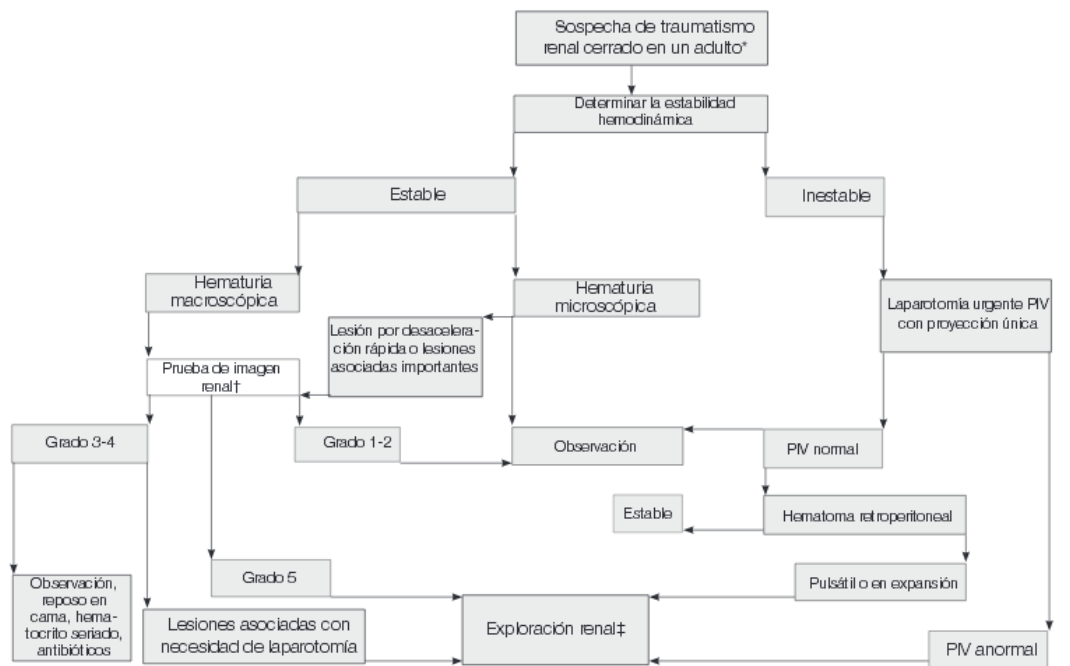 Sospecha de traumatismo
renal cerrado en un adulto*
Determinar la estabilidad
hemodinámica
Estable
Inestable
Hematuria
macroscópica
Hematuria
microscópica
Laparotomía urgente PIV
con proyección única
Lesión por desacelera-
ción rápida o lesiones
asociadas importantes
Prueba de imagen
renal†
Grado 3-4
Grado 1-2
Observación
PIV normal
Estable
Hematoma retroperitoneal
Grado 5
Pulsátil o en expansión
Observación,
reposo en
cama, hema-
tocrito seriado,
antibióticos
Lesiones asociadas con
necesidad de laparotomía
Exploración renal‡
PIV anormal